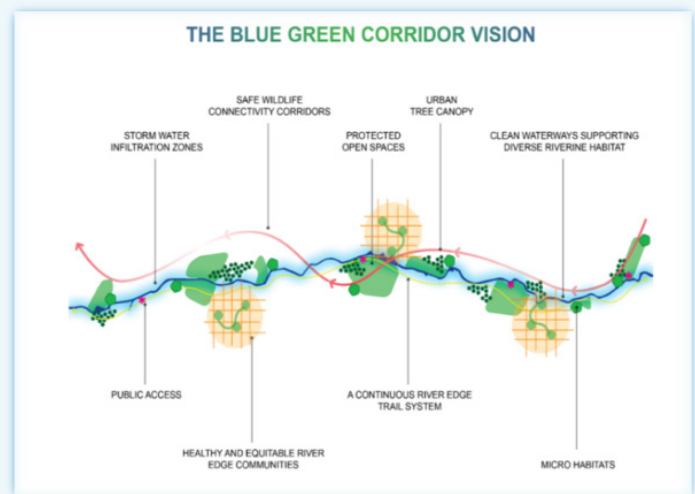 THE BLUE GREEN CORRIDOR VISION
SAFE WILDLIFE
CONNECTIVITY CORRIDORS
URBAN
TREE CANOPY
STORM WATER
INFILTRATION ZONES
PROTECTED
OPEN SPACES
CLEAN WATERWAYS SUPPORTING
DIVERSE RIVERINE HABITAT
PUBLIC ACCESS
A CONTINUOUS RIVER EDGE
TRAIL SYSTEM
HEALTHY AND EQUITABLE RIVER
EDGE COMMUNITIES
MICRO HABITATS